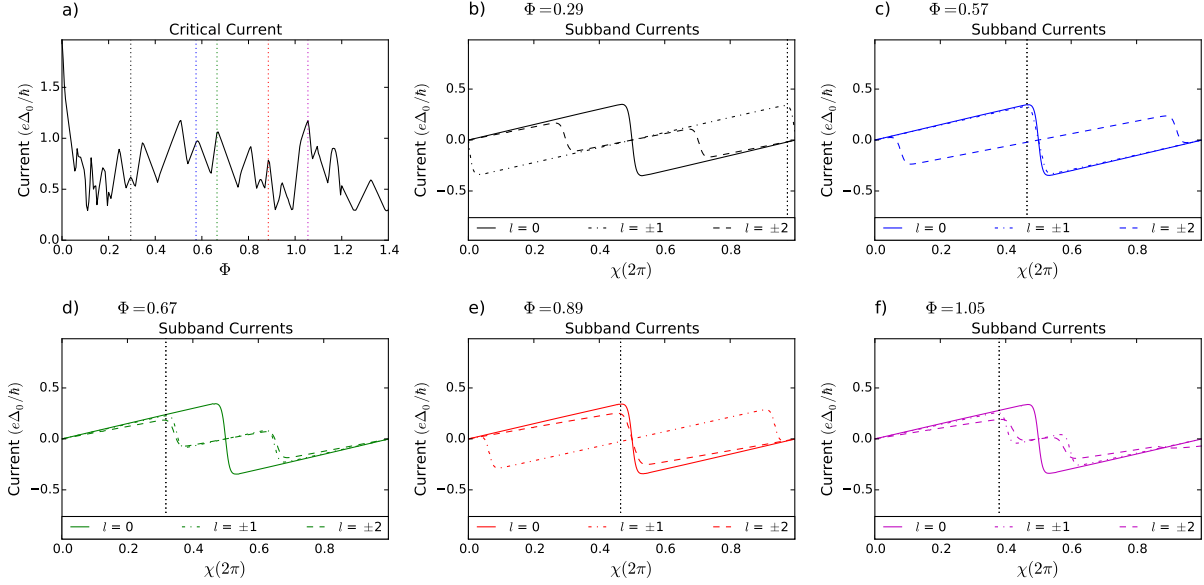 a)
Critical Current
Current (eΔ₀/ħ)
0.0
0.5
1.0
1.5
0.0 0.2 0.4 0.6 0.8 1.0 1.2 1.4
Φ
b) Φ=0.29
Subband Currents
Current (eΔ₀/ħ)
0.5
0.0
−0.5
l = 0 l = ±1 l = ±2
0.0 0.2 0.4 0.6 0.8
χ(2π)
c) Φ=0.57
Subband Currents
Current (eΔ₀/ħ)
0.5
0.0
−0.5
l = 0 l = ±1 l = ±2
0.0 0.2 0.4 0.6 0.8
χ(2π)
d) Φ=0.67
Subband Currents
Current (eΔ₀/ħ)
0.5
0.0
−0.5
l = 0 l = ±1 l = ±2
0.0 0.2 0.4 0.6 0.8
χ(2π)
e) Φ=0.89
Subband Currents
Current (eΔ₀/ħ)
0.5
0.0
−0.5
l = 0 l = ±1 l = ±2
0.0 0.2 0.4 0.6 0.8
χ(2π)
f) Φ=1.05
Subband Currents
Current (eΔ₀/ħ)
0.5
0.0
−0.5
l = 0 l = ±1 l = ±2
0.0 0.2 0.4 0.6 0.8
χ(2π)